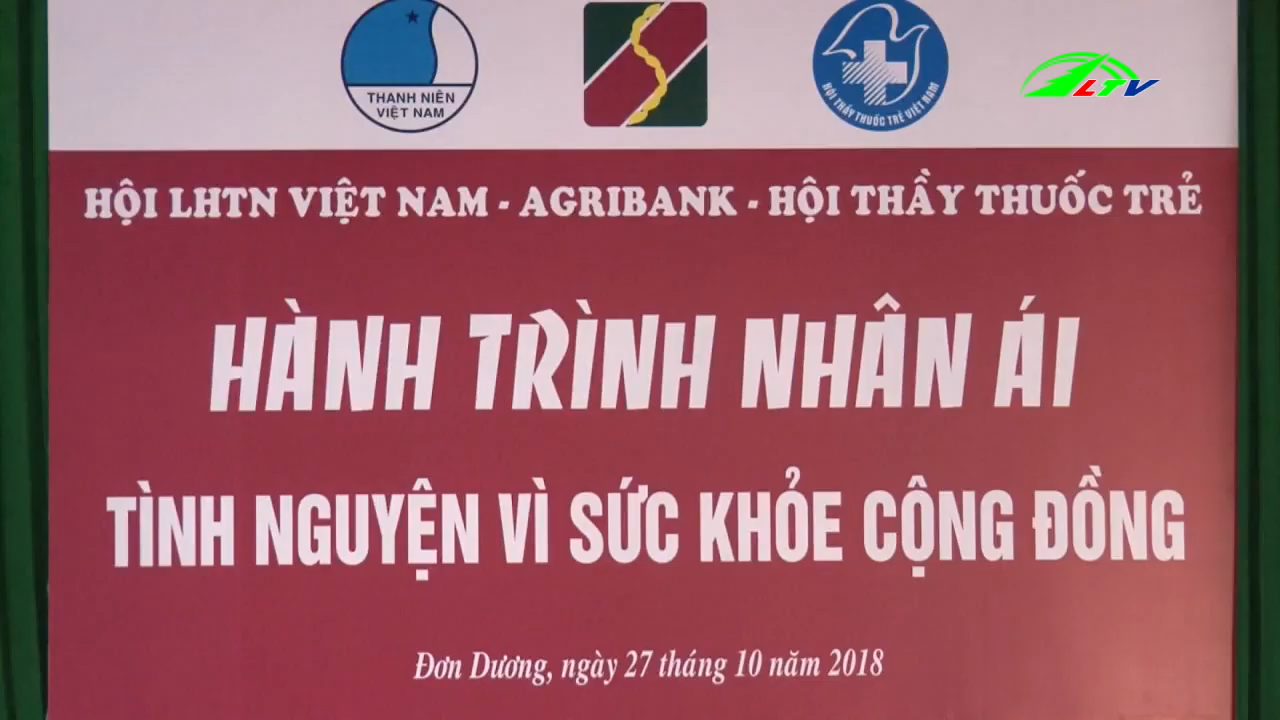 THANH NIÊN
VIỆT NAM
HỘI THẦY THUỐC TRẺ VIỆT NAM
LTV
HỘI LHTN VIỆT NAM - AGRIBANK - HỘI THẦY THUỐC TRẺ
HÀNH TRÌNH NHÂN ÁI
TÌNH NGUYỆN VÌ SỨC KHỎE CỘNG ĐỒNG
Đơn Dương, ngày 27 tháng 10 năm 2018